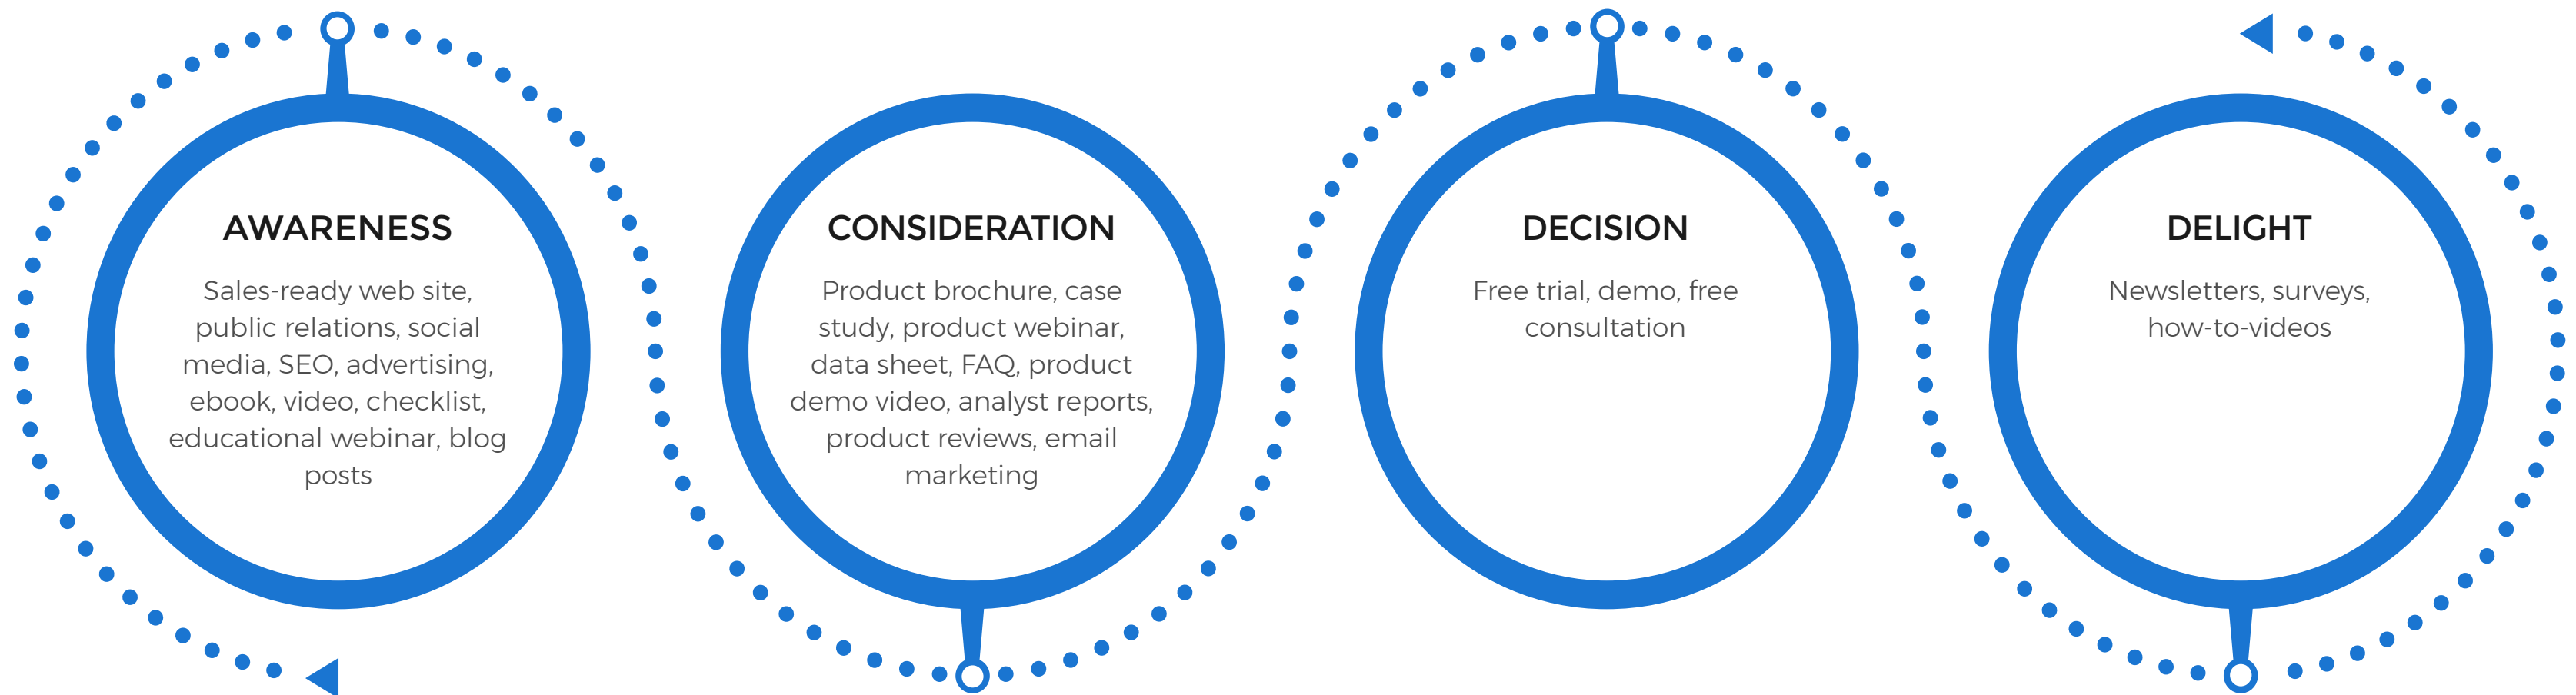 AWARENESS
Sales-ready web site,
public relations, social
media, SEO, advertising,
ebook, video, checklist,
educational webinar, blog
posts
CONSIDERATION
Product brochure, case
study, product webinar,
data sheet, FAQ, product
demo video, analyst reports,
product reviews, email
marketing
DECISION
Free trial, demo, free
consultation
DELIGHT
Newsletters, surveys,
how-to-videos